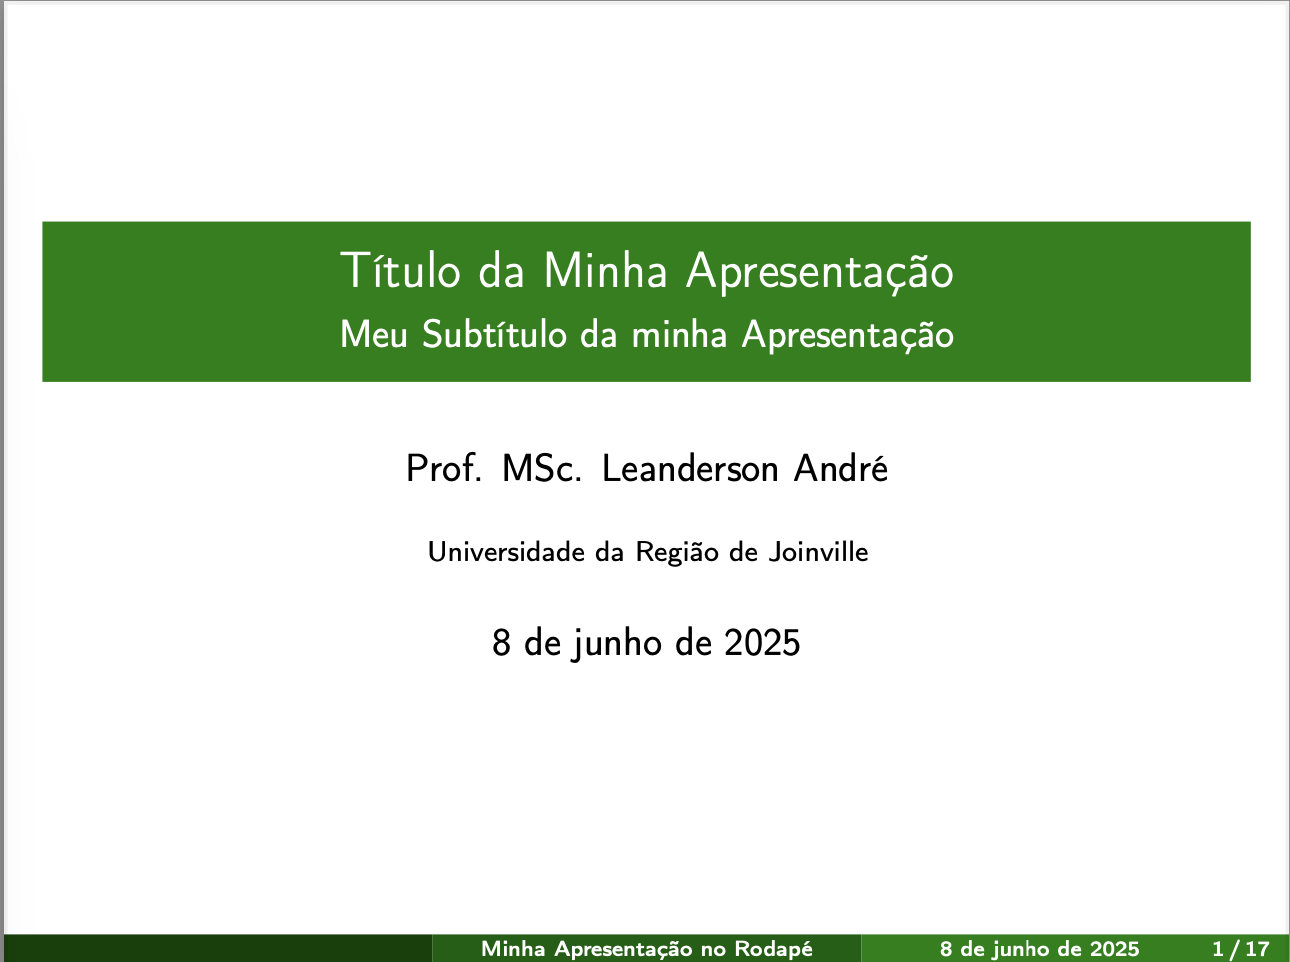 Título da Minha Apresentação
Meu Subtítulo da minha Apresentação
Prof. MSc. Leanderson André
Universidade da Região de Joinville
8 de junho de 2025
Minha Apresentação no Rodapé
8 de junho de 2025
1 / 17